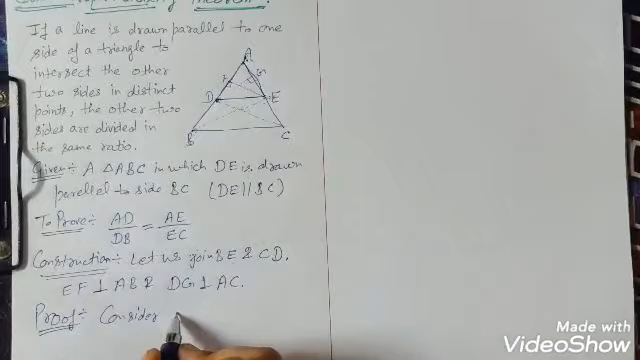 Proportionality Theorem:
If a line is drawn parallel to one
side of a triangle to
intersect the other
two sides in distinct
points, the other two
sides are divided in
the same ratio.
A
F G
D E
B C
Given:- A △ABC in which DE is drawn
parellel to side BC (DE||BC)
To Prove:- AD/DB = AE/EC
Construction:- Let us join BE & CD.
EF ⊥ AB & DG ⊥ AC.
Proof:- Consider
Made with
VideoShow